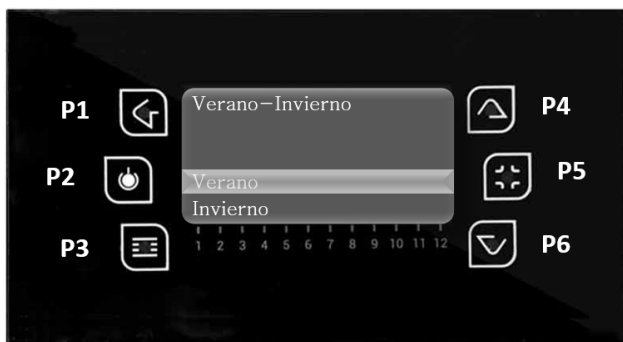 P1
P2
P3
Verano-Invierno
Verano
Invierno
1 2 3 4 5 6 7 8 9 10 11 12
P4
P5
P6